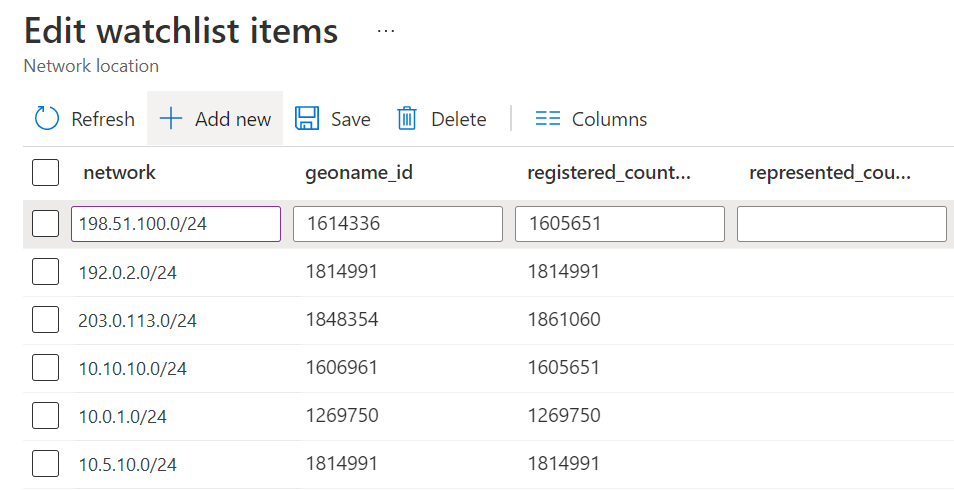 Edit watchlist items ...
Network location
Refresh Add new Save Delete Columns
network geoname_id registered_count... represented_cou...
198.51.100.0/24 1614336 1605651
192.0.2.0/24 1814991 1814991
203.0.113.0/24 1848354 1861060
10.10.10.0/24 1606961 1605651
10.0.1.0/24 1269750 1269750
10.5.10.0/24 1814991 1814991